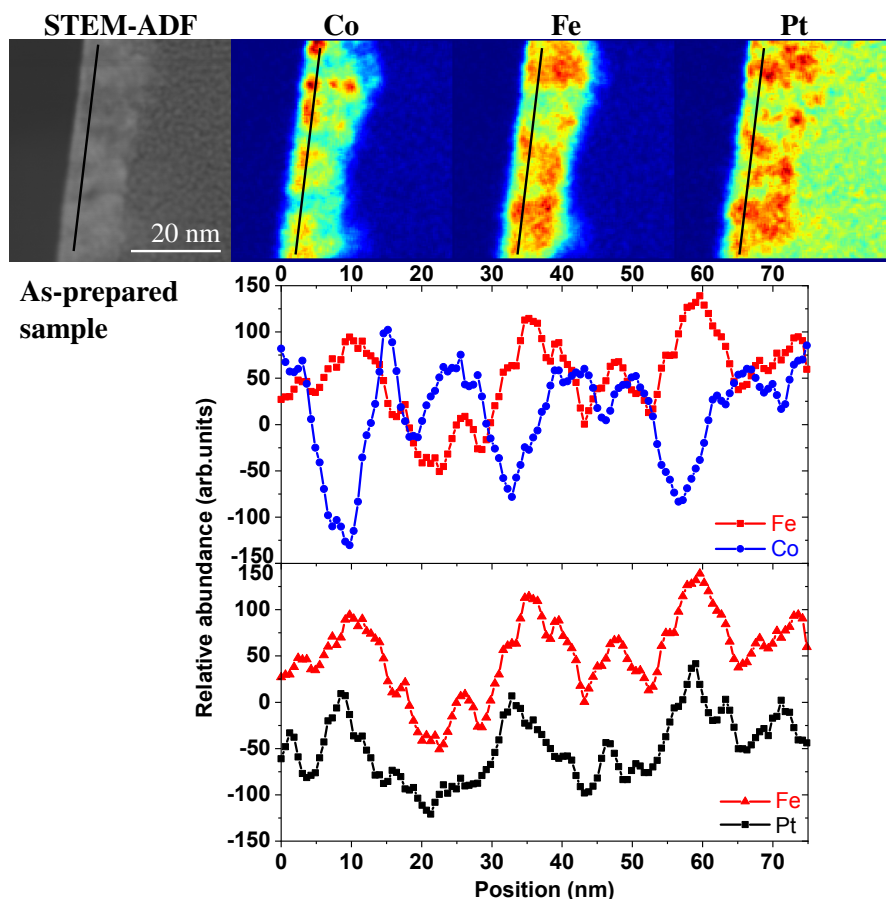 STEM-ADF Co Fe Pt
20 nm
As-prepared
sample
0 10 20 30 40 50 60 70
150
100
50
0
-50
-100
-150
Fe
Co
150
100
50
0
-50
-100
-150
Fe
Pt
0 10 20 30 40 50 60 70
Relative abundance (arb.units)
Position (nm)